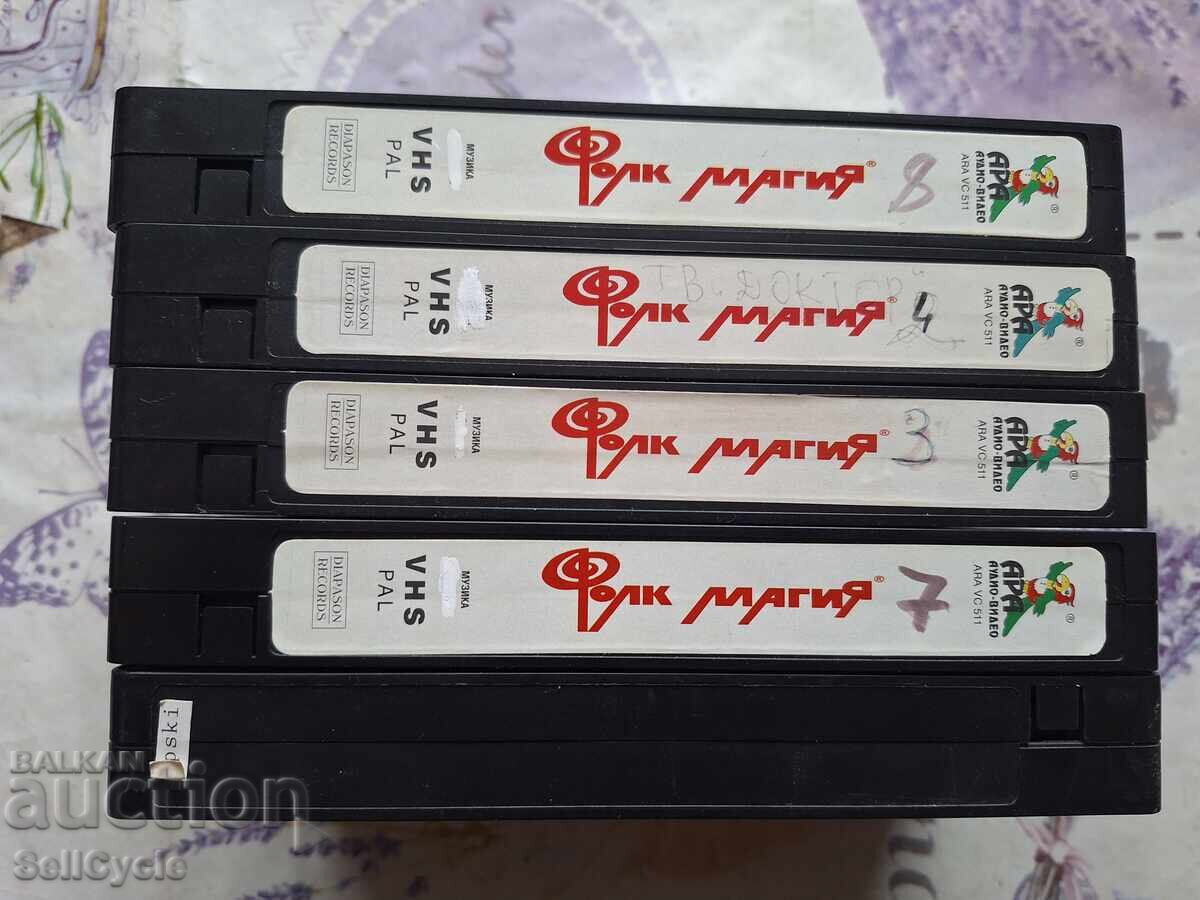 DIAPASON
RECORDS
VHS
PAL
МУЗИКА
Фолк магия®
8
АРА
АУДИО-ВИДЕО
ARA VC 511
®
DIAPASON
RECORDS
VHS
PAL
МУЗИКА
ТВ. ДОКТОР
Фолк магия®
4
АРА
АУДИО-ВИДЕО
ARA VC 511
®
DIAPASON
RECORDS
VHS
PAL
МУЗИКА
Фолк магия®
3
АРА
АУДИО-ВИДЕО
ARA VC 511
®
DIAPASON
RECORDS
VHS
PAL
МУЗИКА
Фолк магия®
7
АРА
АУДИО-ВИДЕО
ARA VC 511
®
pski
BALKAN
auction
SellCycle